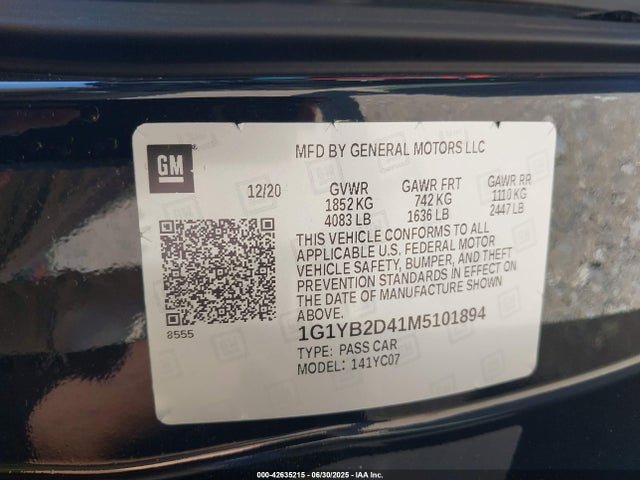 GM
MFD BY GENERAL MOTORS LLC
12/20 GVWR GAWR FRT GAWR RR
1852 KG 742 KG 1110 KG
4083 LB 1636 LB 2447 LB
THIS VEHICLE CONFORMS TO ALL
APPLICABLE U.S. FEDERAL MOTOR
VEHICLE SAFETY, BUMPER, AND THEFT
PREVENTION STANDARDS IN EFFECT ON
THE DATE OF MANUFACTURE SHOWN
ABOVE.
8555
1G1YB2D41M5101894
TYPE: PASS CAR
MODEL: 141YC07
000-42635215 - 06/30/2025 - IAA Inc.